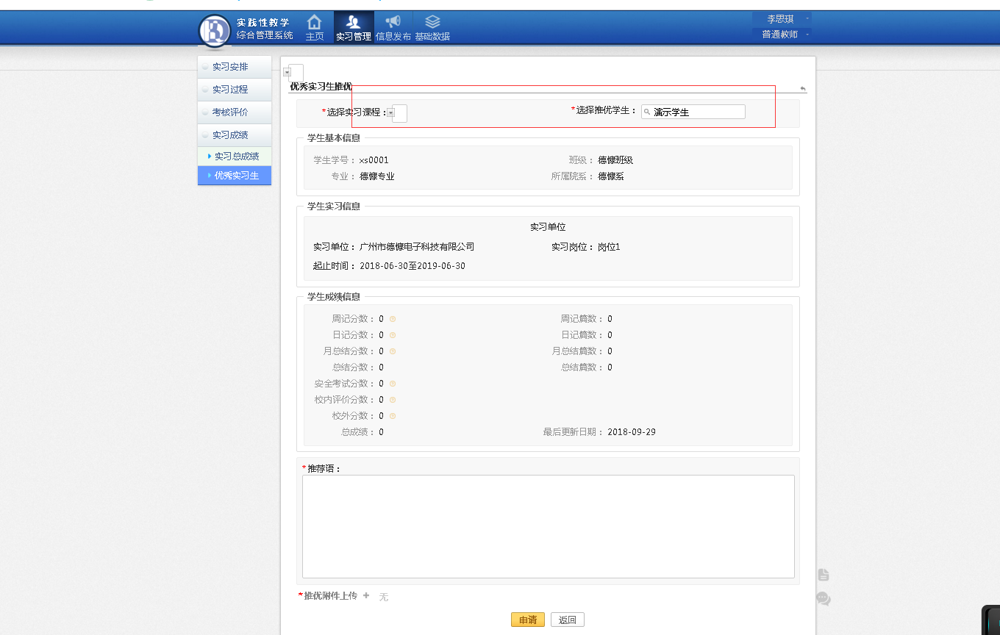 实践性教学
综合管理系统
主页
实习管理
信息发布
基础数据
李思琪
普通教师
实习安排
实习过程
考核评价
实习成绩
实习总成绩
优秀实习生
优秀实习生推优
*选择实习课程： *选择推优学生： 演示学生
学生基本信息
学生学号： xs0001 班级： 德慷班级
专业： 德慷专业 所属院系： 德慷系
学生实习信息
实习单位
实习单位： 广州市德慷电子科技有限公司 实习岗位： 岗位1
起止时间： 2018-06-30至2019-06-30
学生成绩信息
周记分数： 0 周记篇数： 0
日记分数： 0 日记篇数： 0
月总结分数： 0 月总结篇数： 0
总结分数： 0 总结篇数： 0
安全考试分数： 0
校内评价分数： 0
校外分数： 0
总成绩： 0 最后更新日期： 2018-09-29
*推荐语：
*推优附件上传 + 无
申请 返回